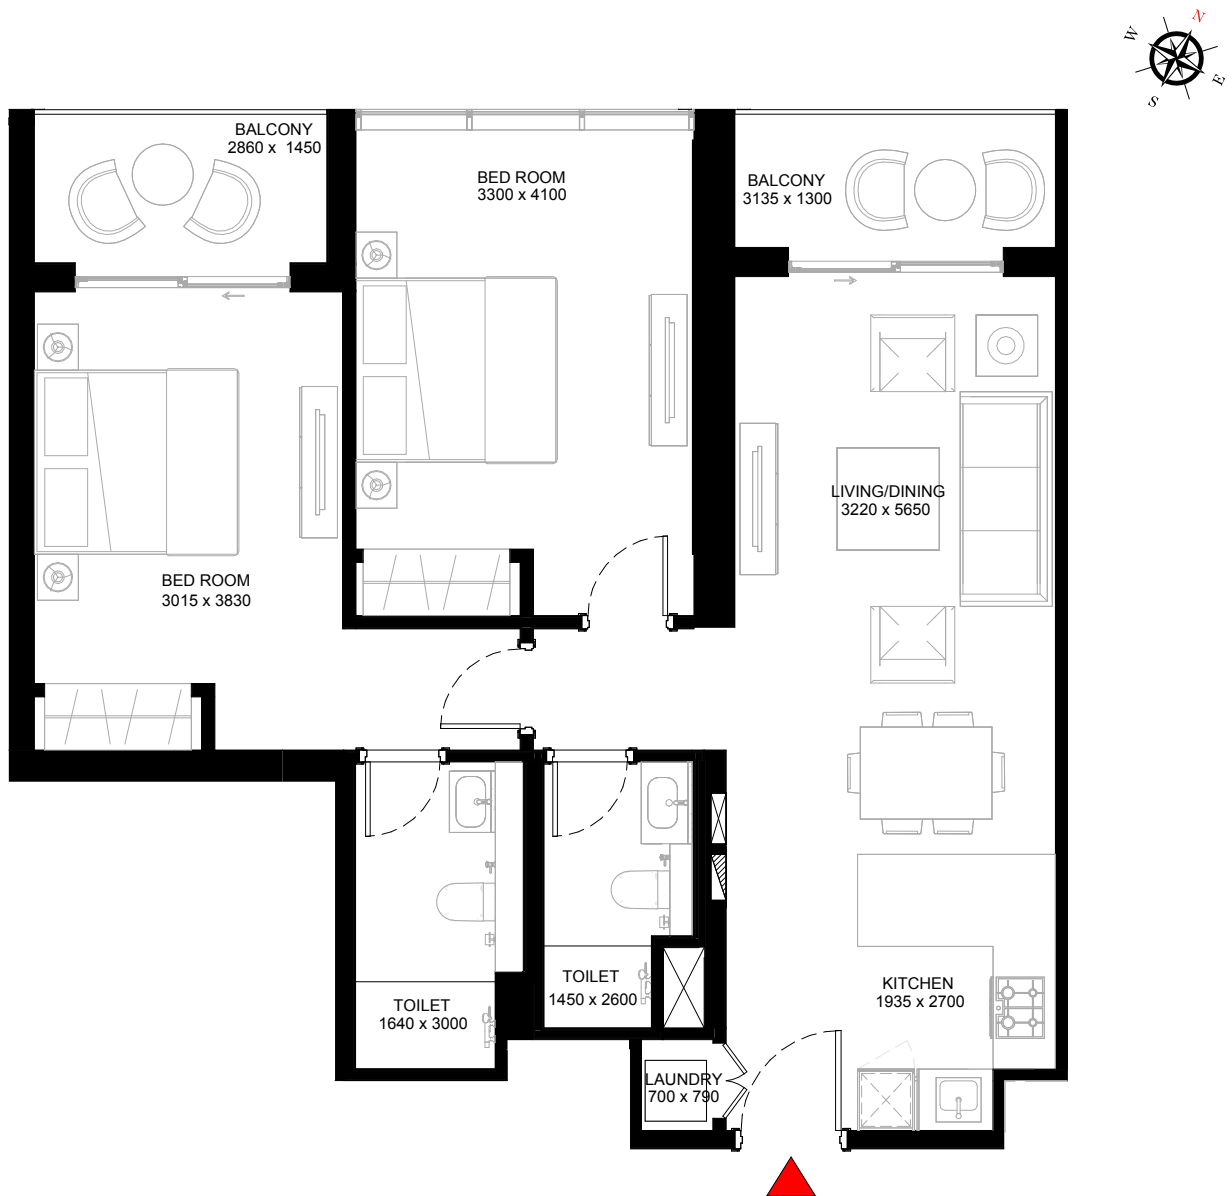 N
W
E
S
BALCONY
2860 x 1450
BED ROOM
3300 x 4100
BALCONY
3135 x 1300
LIVING/DINING
3220 x 5650
BED ROOM
3015 x 3830
TOILET
1450 x 2600
KITCHEN
1935 x 2700
TOILET
1640 x 3000
LAUNDRY
700 x 790